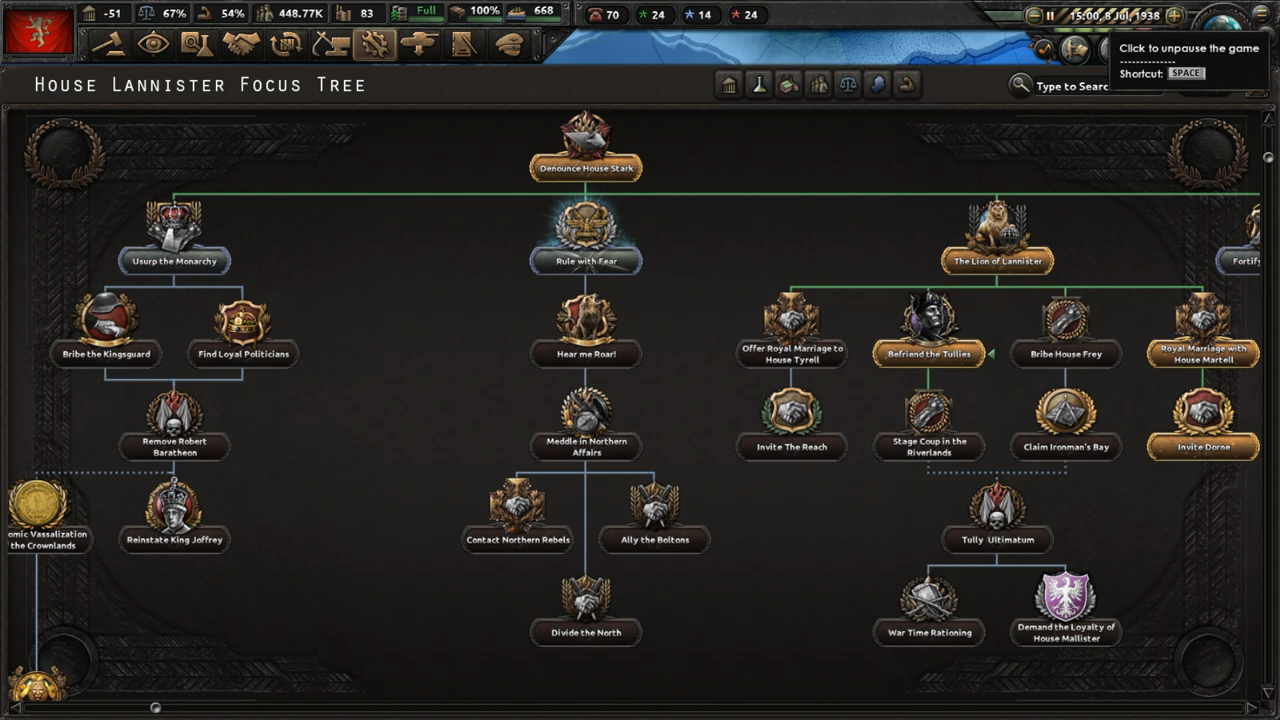 -51 67% 54% 448.77K 83 Full 100% 668 70 24 14 24 15:00, 8 Jul, 1938
Click to unpause the game
--------------
Shortcut: SPACE
House Lannister Focus Tree
Type to Searc
Denounce House Stark
Usurp the Monarchy
Rule with Fear
The Lion of Lannister
Fortify
Bribe the Kingsguard
Find Loyal Politicians
Hear me Roar!
Offer Royal Marriage to
House Tyrell
Befriend the Tullies
Bribe House Frey
Royal Marriage with
House Martell
Remove Robert
Baratheon
Meddle in Northern
Affairs
Invite The Reach
Stage Coup in the
Riverlands
Claim Ironman's Bay
Invite Dorne
omic Vassalization
the Crownlands
Reinstate King Joffrey
Contact Northern Rebels
Ally the Boltons
Tully Ultimatum
Divide the North
War Time Rationing
Demand the Loyalty of
House Mallister